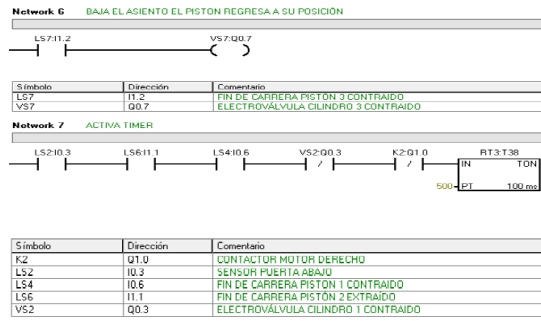 Network 6 BAJA EL ASIENTO EL PISTON REGRESA A SU POSICIÓN
LS7:I1.2 VS7:Q0.7
Símbolo Dirección Comentario
LS7 I1.2 FIN DE CARRERA PISTÓN 3 CONTRAIDO
VS7 Q0.7 ELECTROVÁLVULA CILINDRO 3 CONTRAIDO
Network 7 ACTIVA TIMER
LS2:I0.3 LS6:I1.1 LS4:I0.6 VS2:Q0.3 K2:Q1.0 RT3:T38
IN TON
500 PT 100 ms
Símbolo Dirección Comentario
K2 Q1.0 CONTACTOR MOTOR DERECHO
LS2 I0.3 SENSOR PUERTA ABAJO
LS4 I0.6 FIN DE CARRERA PISTÓN 1 CONTRAIDO
LS6 I1.1 FIN DE CARRERA PISTÓN 2 EXTRAÍDO
VS2 Q0.3 ELECTROVÁLVULA CILINDRO 1 CONTRAIDO